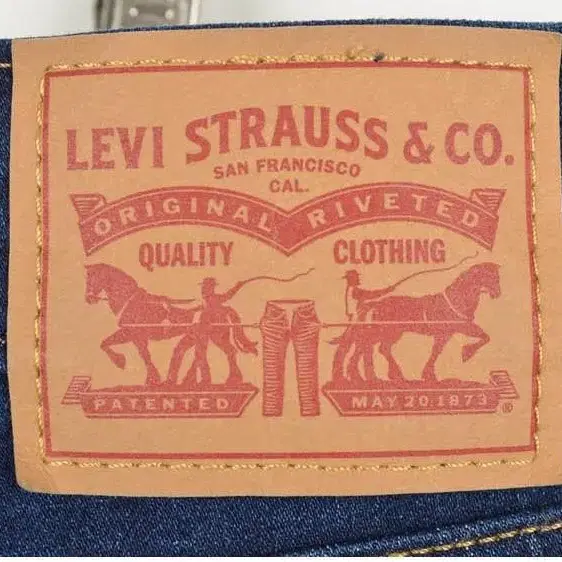 LEVI STRAUSS & CO.
SAN FRANCISCO
CAL.
ORIGINAL RIVETED
QUALITY CLOTHING
PATENTED MAY 20 1873 ®